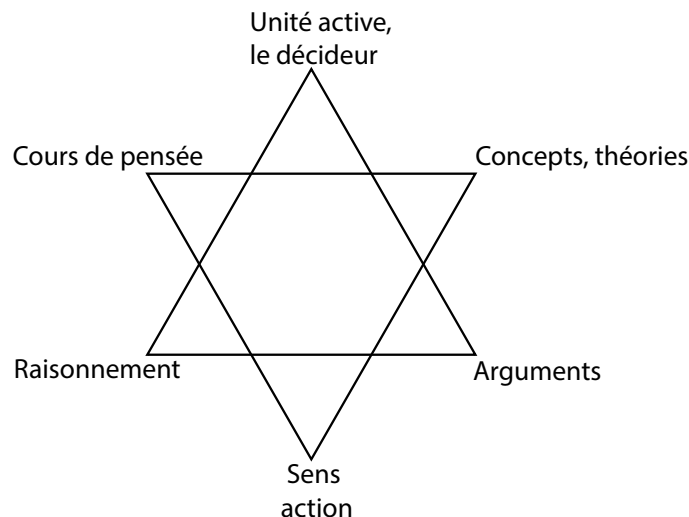 Unité active,
le décideur
Cours de pensée
Concepts, théories
Raisonnement
Arguments
Sens
action